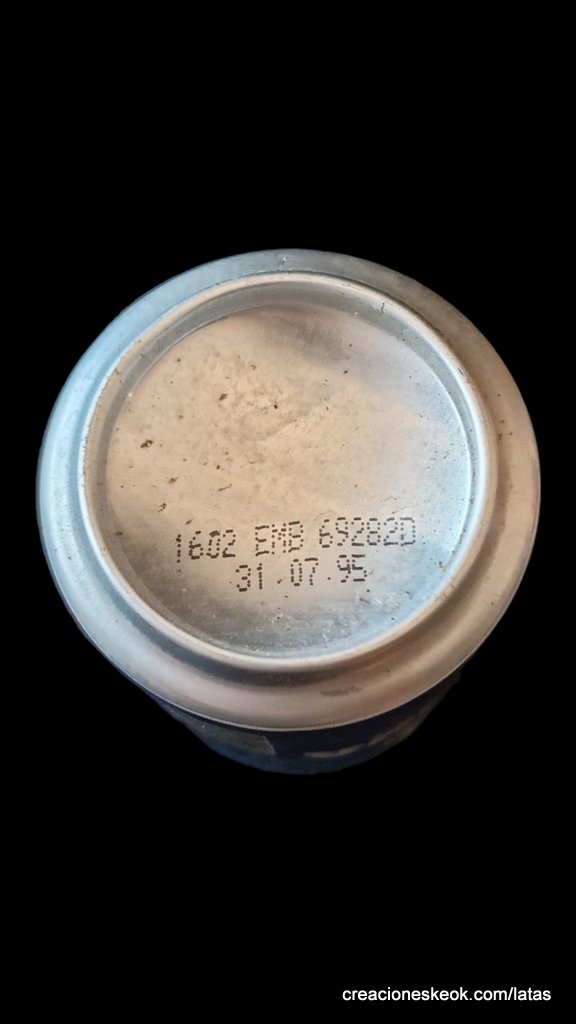 1602 EMB 69282D
31.07.95
creacioneskeok.com/latas